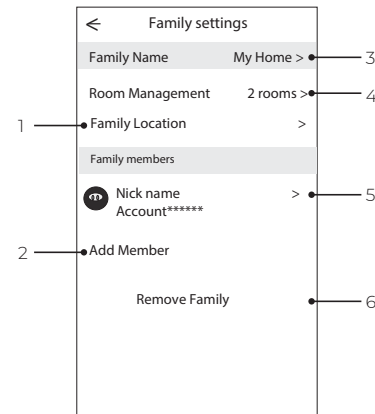 Family settings
Family Name My Home > 3
Room Management 2 rooms > 4
1 Family Location >
Family members
Nick name > 5
Account******
2 Add Member
Remove Family 6